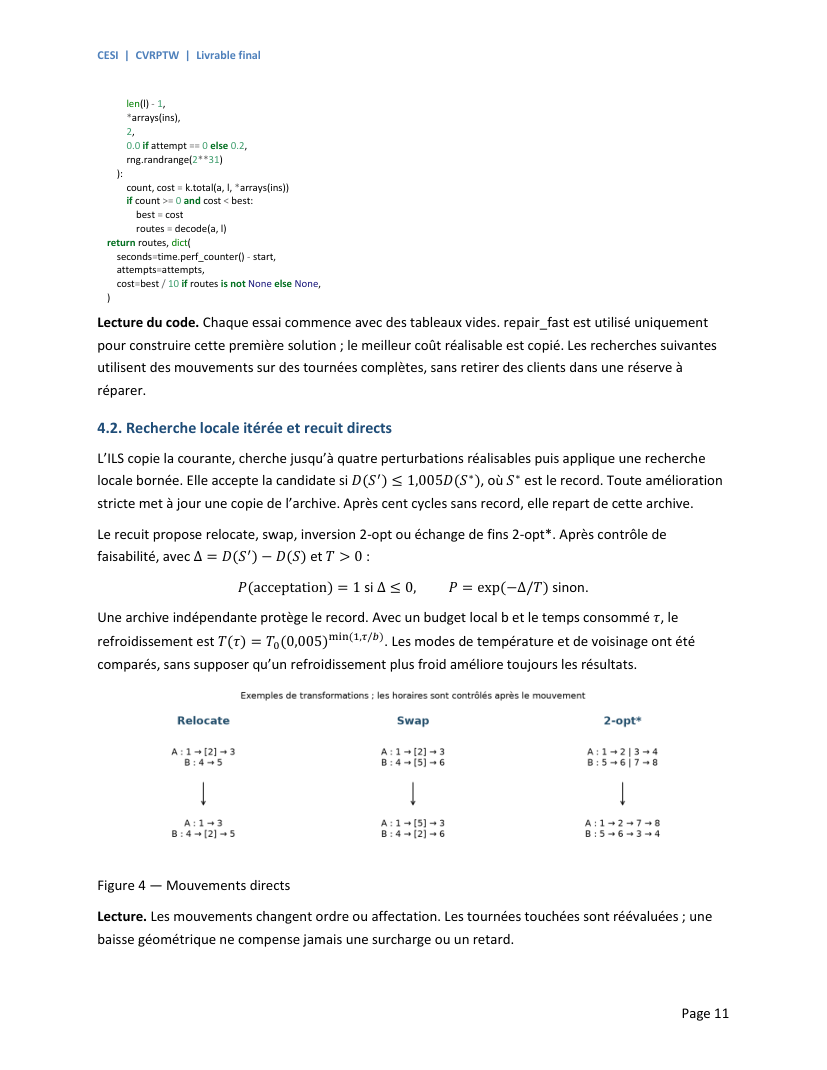 CESI | CVRPTW | Livrable final
len(l) - 1,
*arrays(ins),
2,
0.0 if attempt == 0 else 0.2,
rng.randrange(2**31)
):
count, cost = k.total(a, l, *arrays(ins))
if count >= 0 and cost < best:
best = cost
routes = decode(a, l)
return routes, dict(
seconds=time.perf_counter() - start,
attempts=attempts,
cost=best / 10 if routes is not None else None,
)
Lecture du code. Chaque essai commence avec des tableaux vides. repair_fast est utilisé uniquement
pour construire cette première solution ; le meilleur coût réalisable est copié. Les recherches suivantes
utilisent des mouvements sur des tournées complètes, sans retirer des clients dans une réserve à
réparer.
4.2. Recherche locale itérée et recuit directs
L’ILS copie la courante, cherche jusqu’à quatre perturbations réalisables puis applique une recherche
locale bornée. Elle accepte la candidate si D(S′) ≤ 1,005D(S*), où S* est le record. Toute amélioration
stricte met à jour une copie de l’archive. Après cent cycles sans record, elle repart de cette archive.
Le recuit propose relocate, swap, inversion 2-opt ou échange de fins 2-opt*. Après contrôle de
faisabilité, avec Δ = D(S′) − D(S) et T > 0 :
P(acceptation) = 1 si Δ ≤ 0, P = exp(−Δ/T) sinon.
Une archive indépendante protège le record. Avec un budget local b et le temps consommé τ, le
refroidissement est T(τ) = T₀(0,005)^min(1,τ/b). Les modes de température et de voisinage ont été
comparés, sans supposer qu’un refroidissement plus froid améliore toujours les résultats.
Exemples de transformations ; les horaires sont contrôlés après le mouvement
Relocate Swap 2-opt*
A : 1 → [2] → 3 A : 1 → [2] → 3 A : 1 → 2 | 3 → 4
B : 4 → 5 B : 4 → [5] → 6 B : 5 → 6 | 7 → 8
A : 1 → 3 A : 1 → [5] → 3 A : 1 → 2 → 7 → 8
B : 4 → [2] → 5 B : 4 → [2] → 6 B : 5 → 6 → 3 → 4
Figure 4 — Mouvements directs
Lecture. Les mouvements changent ordre ou affectation. Les tournées touchées sont réévaluées ; une
baisse géométrique ne compense jamais une surcharge ou un retard.
Page 11